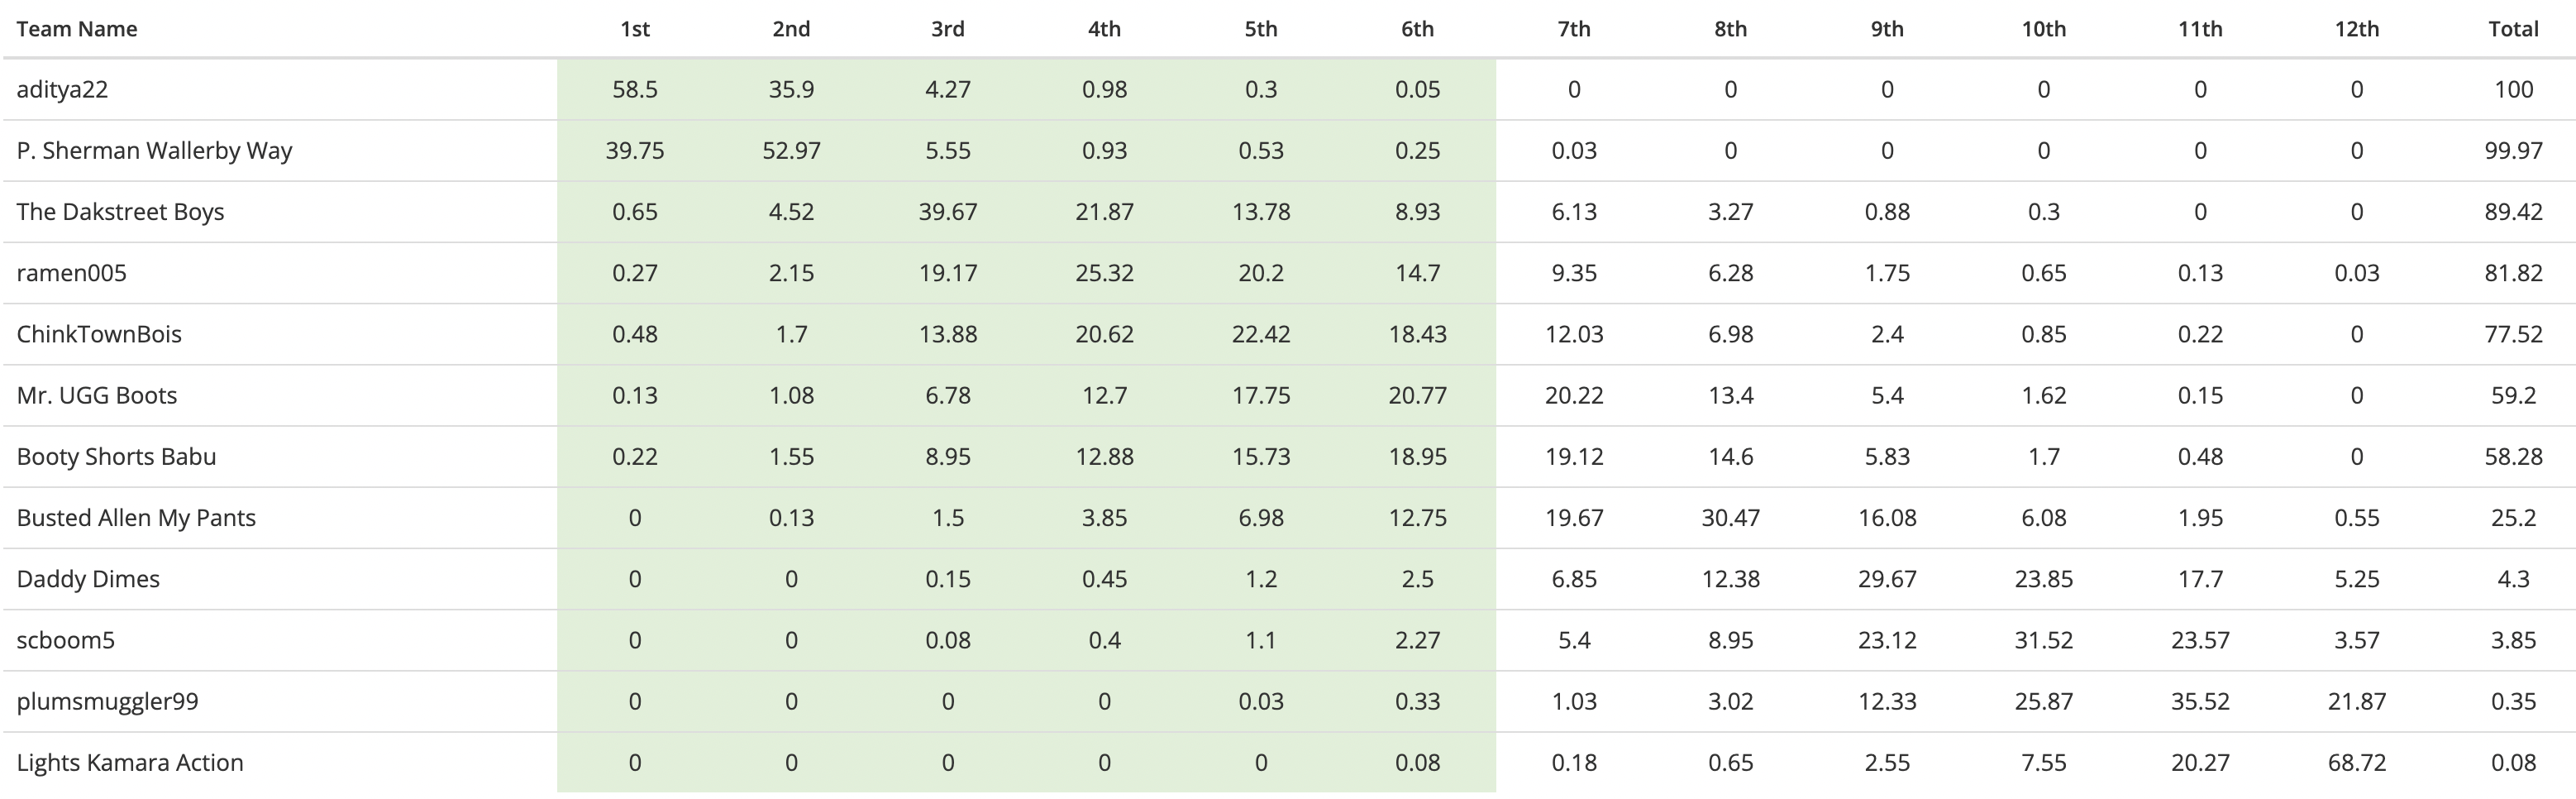 Team Name 1st 2nd 3rd 4th 5th 6th 7th 8th 9th 10th 11th 12th Total
aditya22 58.5 35.9 4.27 0.98 0.3 0.05 0 0 0 0 0 0 100
P. Sherman Wallerby Way 39.75 52.97 5.55 0.93 0.53 0.25 0.03 0 0 0 0 0 99.97
The Dakstreet Boys 0.65 4.52 39.67 21.87 13.78 8.93 6.13 3.27 0.88 0.3 0 0 89.42
ramen005 0.27 2.15 19.17 25.32 20.2 14.7 9.35 6.28 1.75 0.65 0.13 0.03 81.82
ChinkTownBois 0.48 1.7 13.88 20.62 22.42 18.43 12.03 6.98 2.4 0.85 0.22 0 77.52
Mr. UGG Boots 0.13 1.08 6.78 12.7 17.75 20.77 20.22 13.4 5.4 1.62 0.15 0 59.2
Booty Shorts Babu 0.22 1.55 8.95 12.88 15.73 18.95 19.12 14.6 5.83 1.7 0.48 0 58.28
Busted Allen My Pants 0 0.13 1.5 3.85 6.98 12.75 19.67 30.47 16.08 6.08 1.95 0.55 25.2
Daddy Dimes 0 0 0.15 0.45 1.2 2.5 6.85 12.38 29.67 23.85 17.7 5.25 4.3
scboom5 0 0 0.08 0.4 1.1 2.27 5.4 8.95 23.12 31.52 23.57 3.57 3.85
plumsmuggler99 0 0 0 0 0.03 0.33 1.03 3.02 12.33 25.87 35.52 21.87 0.35
Lights Kamara Action 0 0 0 0 0 0.08 0.18 0.65 2.55 7.55 20.27 68.72 0.08